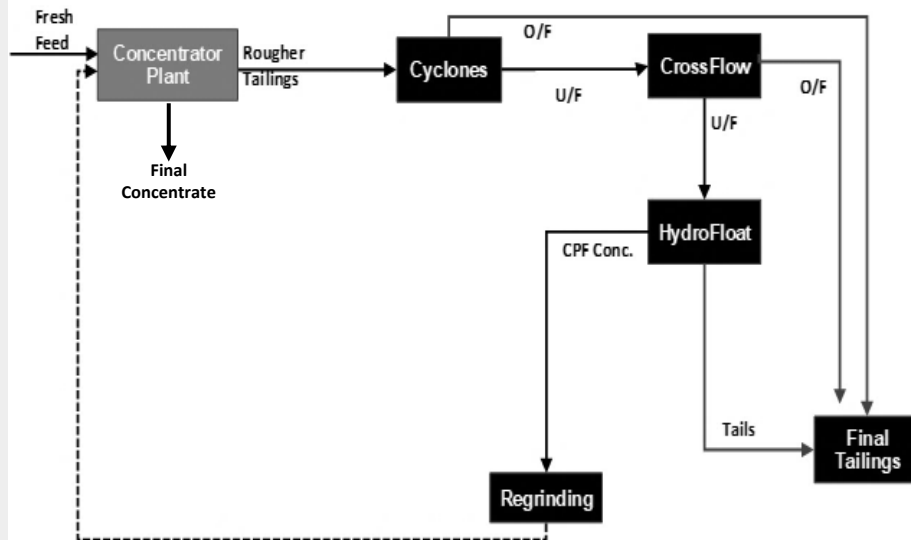 Fresh
Feed
Concentrator
Plant
Rougher
Tailings
Final
Concentrate
Cyclones
O/F
U/F
CrossFlow
O/F
U/F
HydroFloat
CPF Conc.
Tails
Final
Tailings
Regrinding